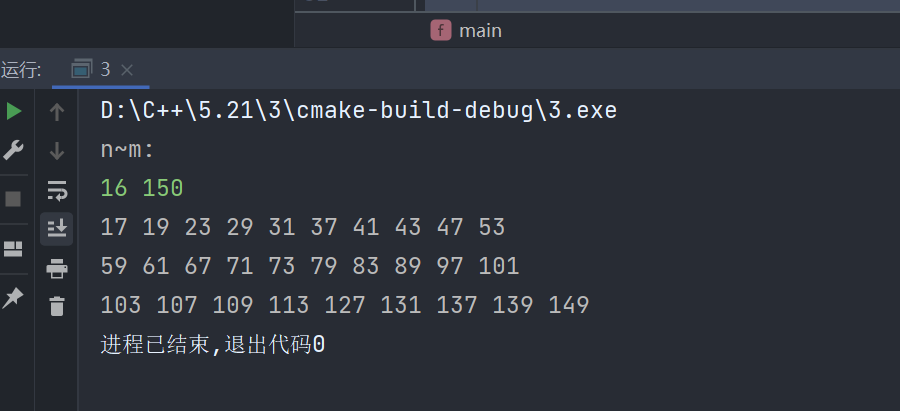 main
运行:
3
D:\C++\5.21\3\cmake-build-debug\3.exe
n~m:
16 150
17 19 23 29 31 37 41 43 47 53
59 61 67 71 73 79 83 89 97 101
103 107 109 113 127 131 137 139 149
进程已结束,退出代码0